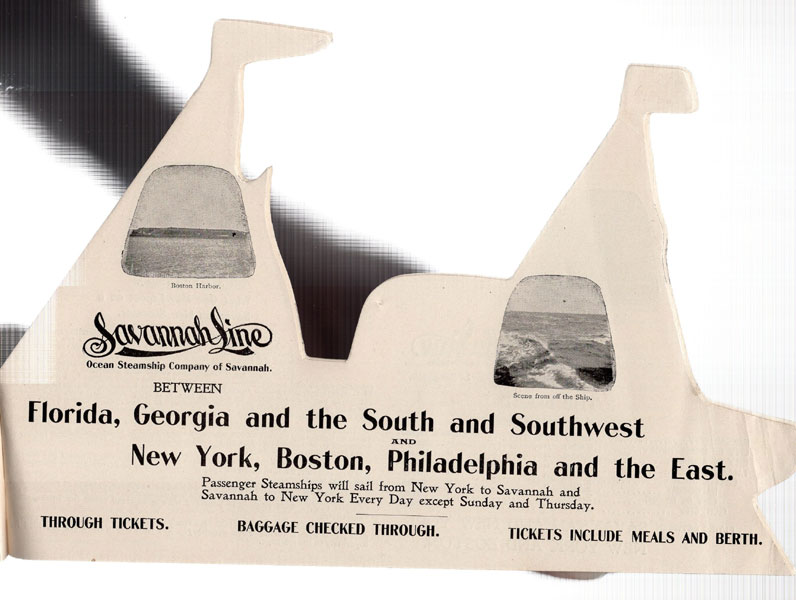 Boston Harbor.
Savannah Line
Ocean Steamship Company of Savannah.
Scene from off the Ship.
BETWEEN
Florida, Georgia and the South and Southwest
AND
New York, Boston, Philadelphia and the East.
Passenger Steamships will sail from New York to Savannah and
Savannah to New York Every Day except Sunday and Thursday.
THROUGH TICKETS.
BAGGAGE CHECKED THROUGH.
TICKETS INCLUDE MEALS AND BERTH.